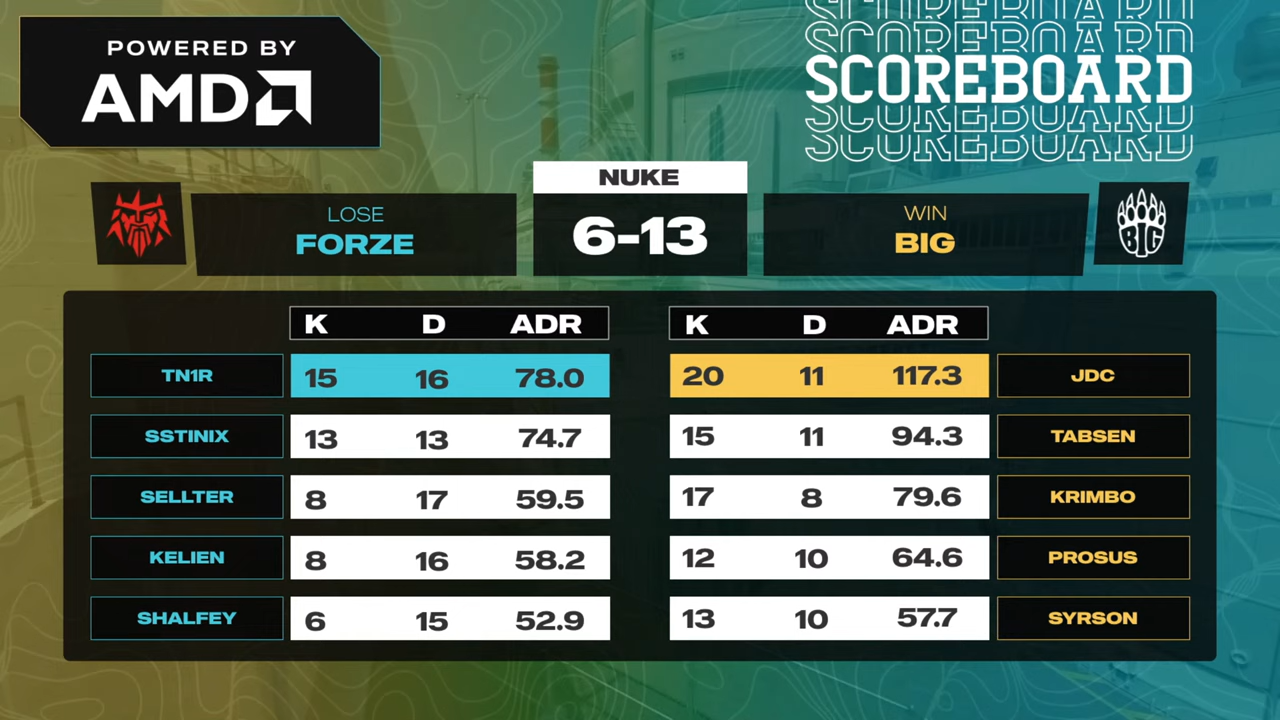 POWERED BY
AMD
SCOREBOARD
SCOREBOARD
SCOREBOARD
SCOREBOARD
SCOREBOARD
NUKE
6-13
LOSE
FORZE
WIN
BIG
BIG
K D ADR K D ADR
TN1R 15 16 78.0 20 11 117.3 JDC
SSTINIX 13 13 74.7 15 11 94.3 TABSEN
SELLTER 8 17 59.5 17 8 79.6 KRIMBO
KELIEN 8 16 58.2 12 10 64.6 PROSUS
SHALFEY 6 15 52.9 13 10 57.7 SYRSON